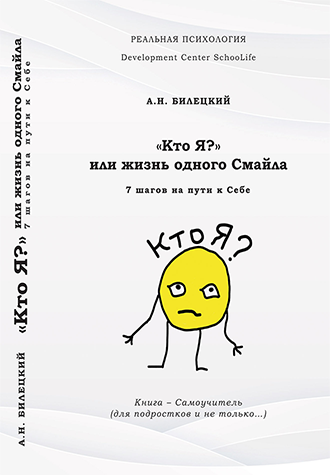 РЕАЛЬНАЯ ПСИХОЛОГИЯ
Development Center SchooLife
А.Н. БИЛЕЦКИЙ
«Кто Я?»
или жизнь одного Смайла
7 шагов на пути к Себе
КТО Я?
Книга – Самоучитель
(для подростков и не только...)
А.Н. БИЛЕЦКИЙ «Кто Я?» или жизнь одного Смайла
7 шагов на пути к Себе